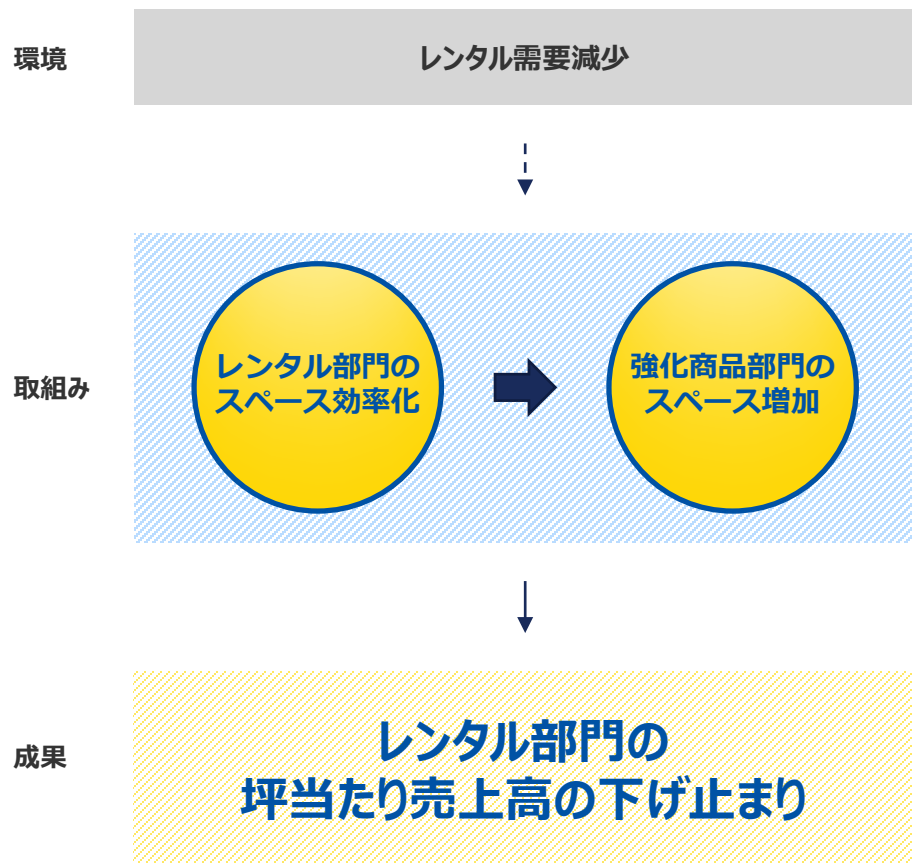 環境
レンタル需要減少
取組み
レンタル部門の
スペース効率化
強化商品部門の
スペース増加
成果
レンタル部門の
坪当たり売上高の下げ止まり